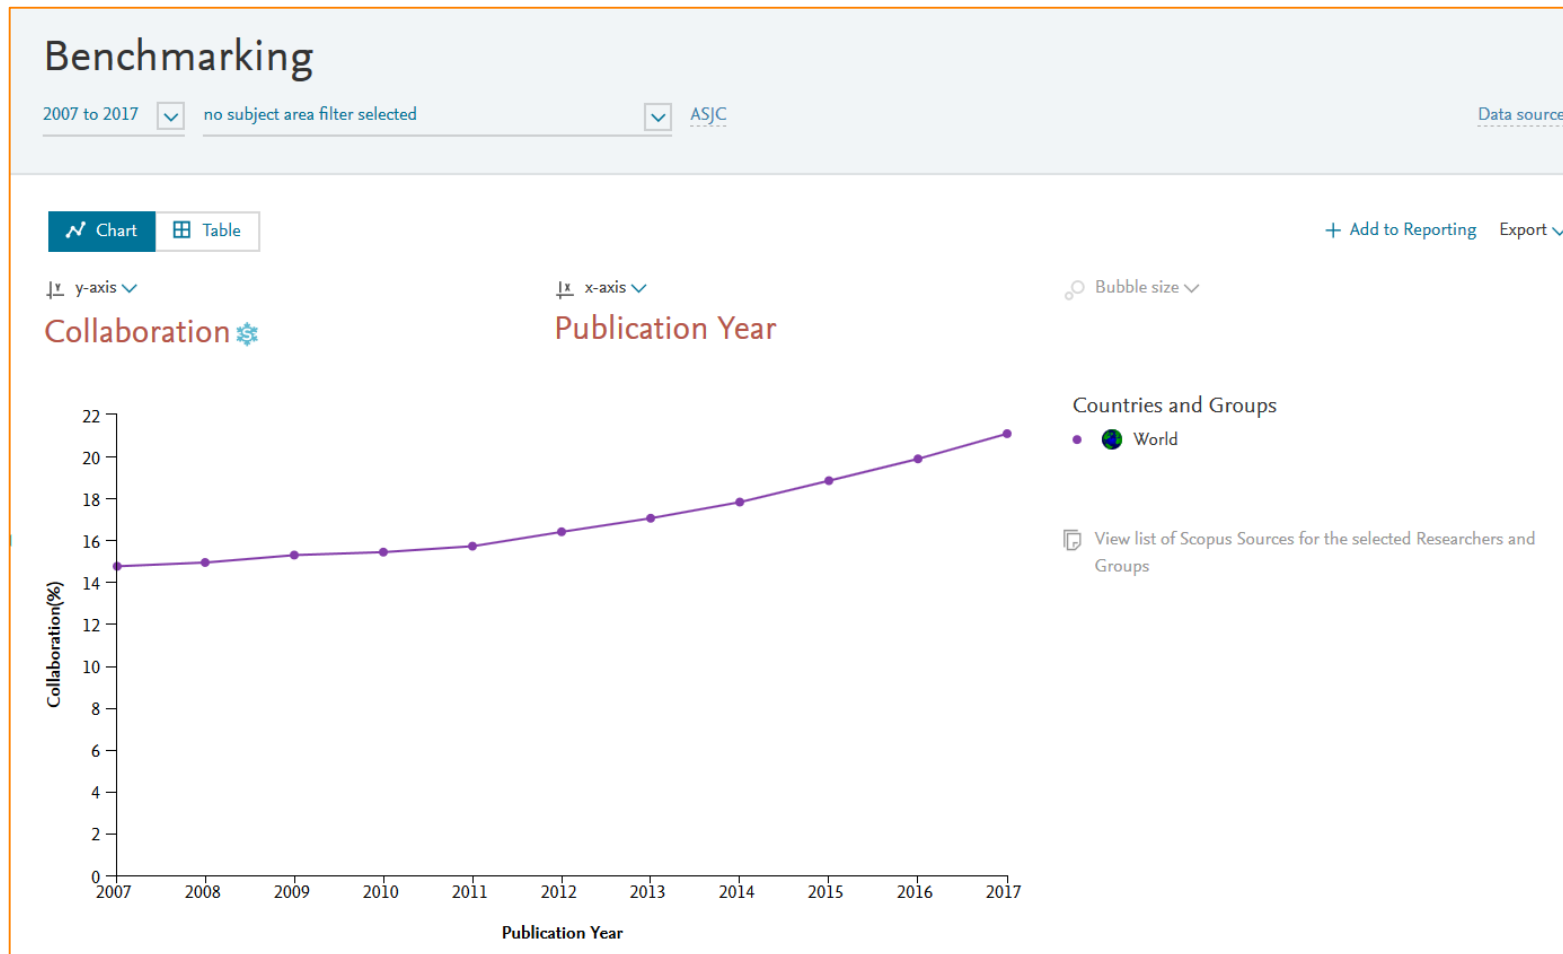 Benchmarking
2007 to 2017
no subject area filter selected
ASJC
Data source
Chart
Table
+ Add to Reporting
Export
y-axis
x-axis
Bubble size
Collaboration
Publication Year
22
20
18
16
14
12
10
8
6
4
2
0
Collaboration(%)
2007 2008 2009 2010 2011 2012 2013 2014 2015 2016 2017
Publication Year
Countries and Groups
World
View list of Scopus Sources for the selected Researchers and
Groups